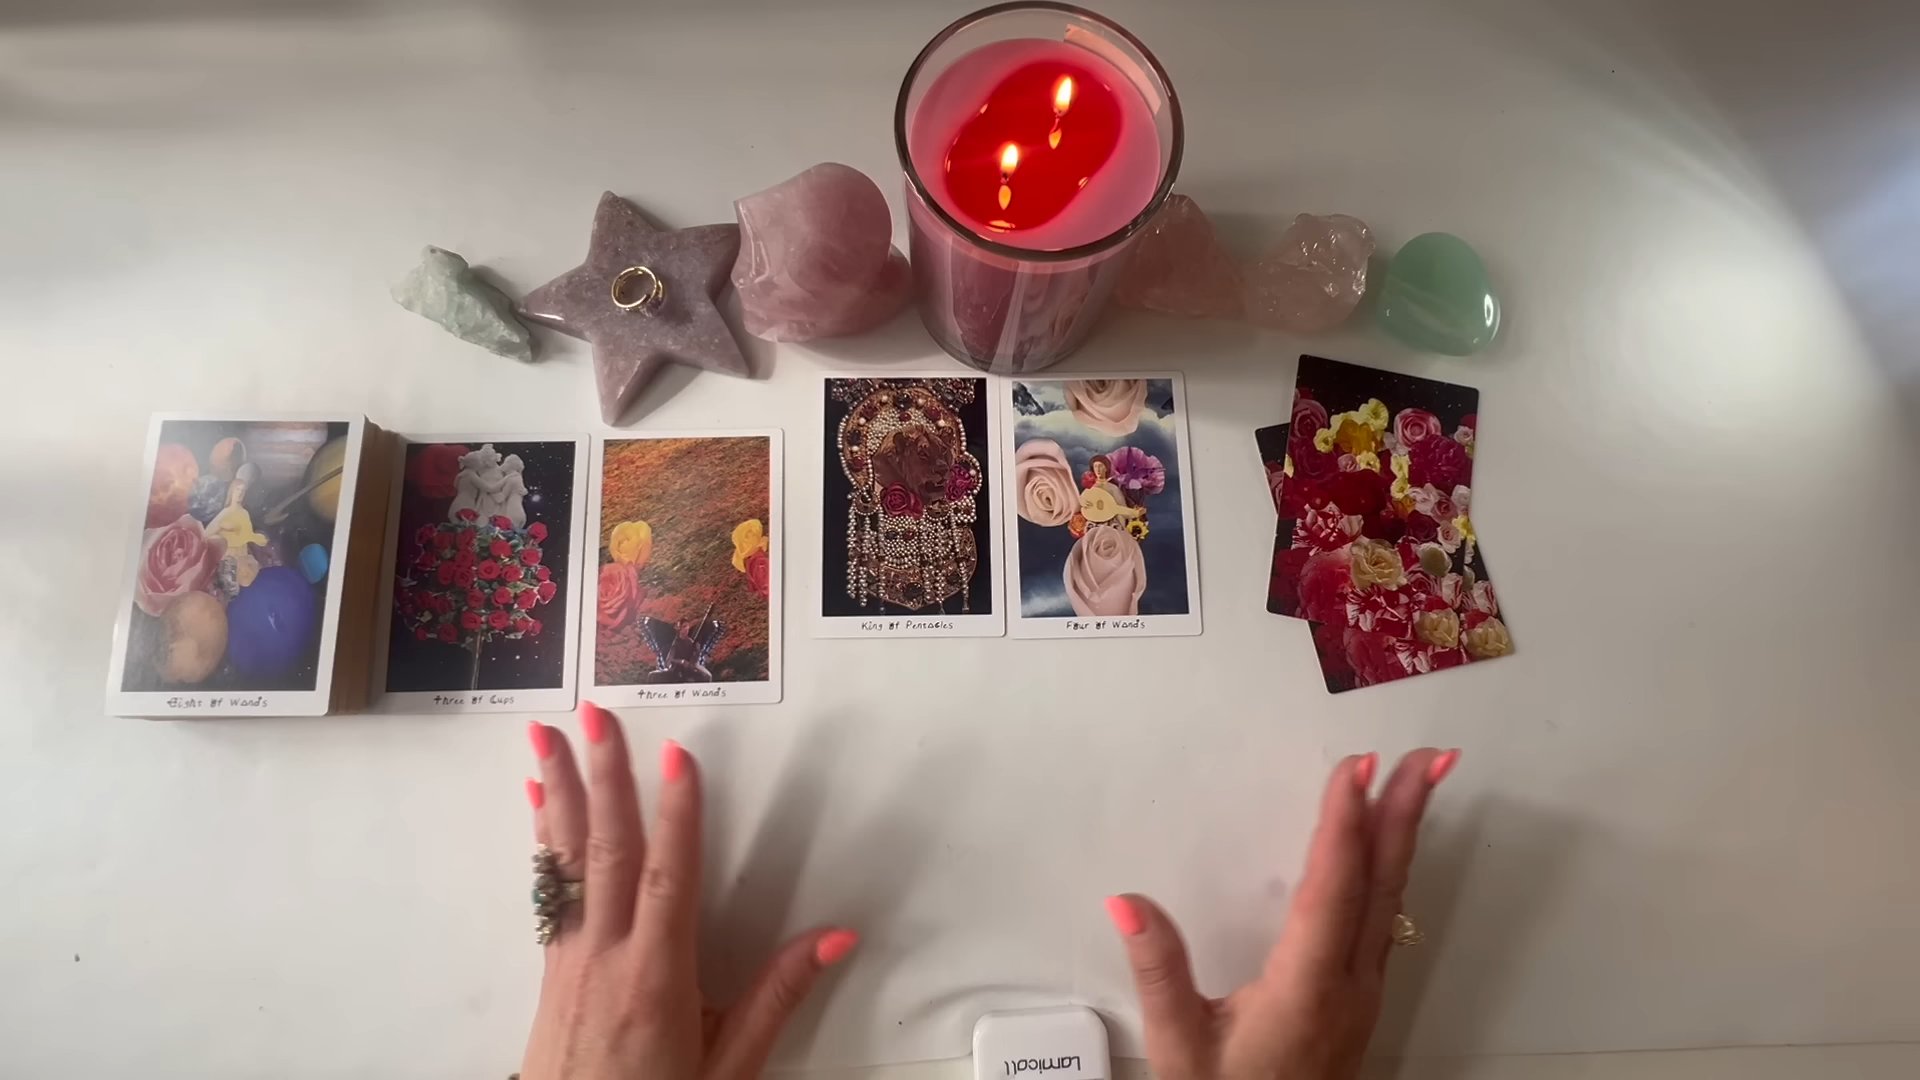 Eight of Wands
Three of Cups
Three of Wands
King of Pentacles
Four of Wands
Lamicall